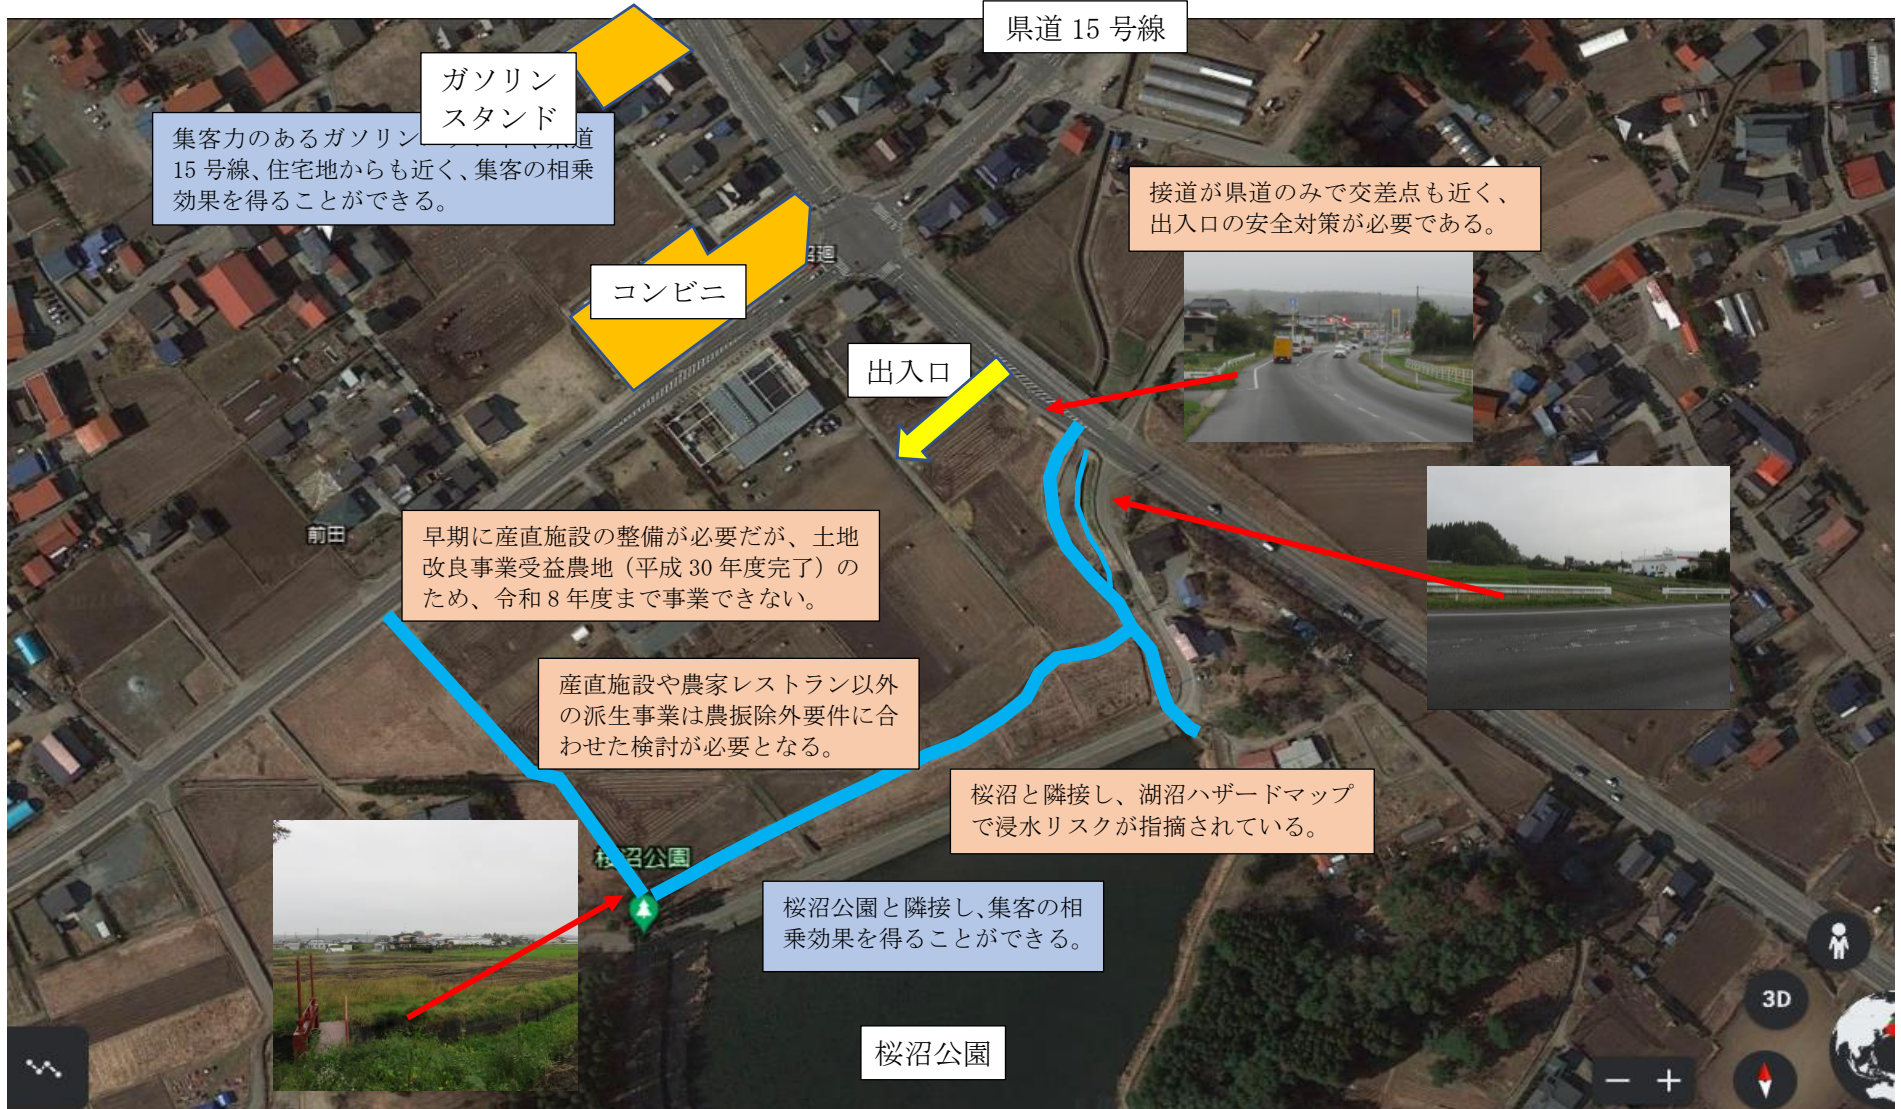 県道 15 号線
ガソリン
スタンド
集客力のあるガソリン
15 号線、住宅地からも近く、集客の相乗
効果を得ることができる。
接道が県道のみで交差点も近く、
出入口の安全対策が必要である。
コンビニ
出入口
前田
早期に産直施設の整備が必要だが、土地
改良事業受益農地（平成 30 年度完了）の
ため、令和 8 年度まで事業できない。
産直施設や農家レストラン以外
の派生事業は農振除外要件に合
わせた検討が必要となる。
桜沼と隣接し、湖沼ハザードマップ
で浸水リスクが指摘されている。
桜沼公園
桜沼公園と隣接し、集客の相
乗効果を得ることができる。
桜沼公園
3D